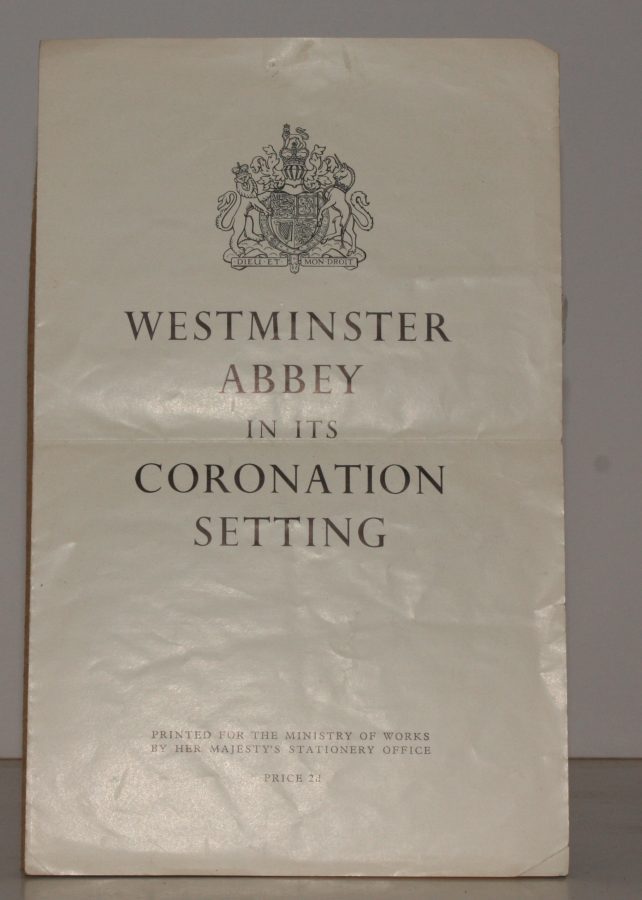 DIEU ET MON DROIT
WESTMINSTER
ABBEY
IN ITS
CORONATION
SETTING
PRINTED FOR THE MINISTRY OF WORKS
BY HER MAJESTY'S STATIONERY OFFICE
PRICE 2d